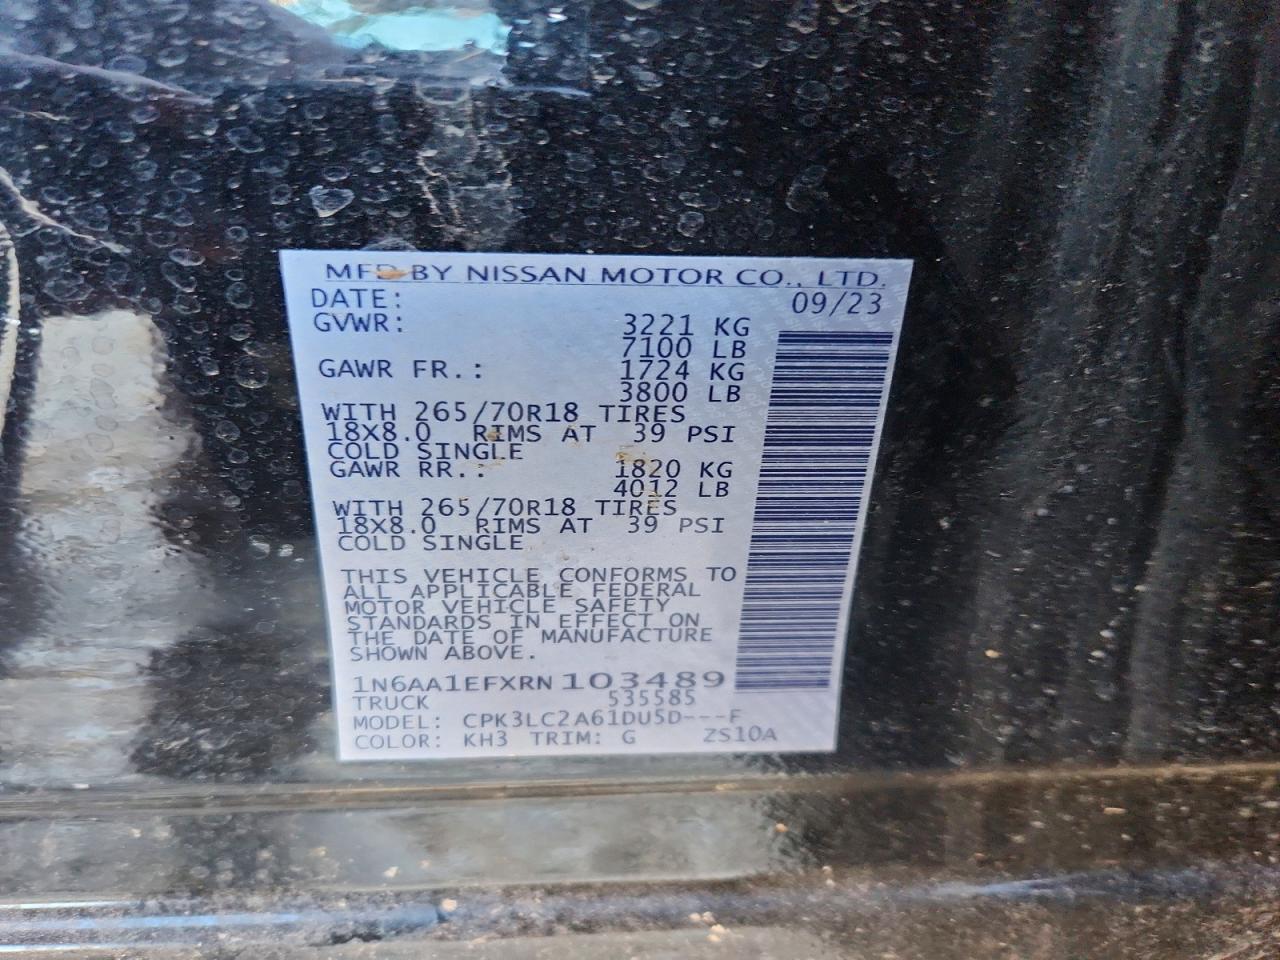 MFD BY NISSAN MOTOR CO., LTD.
DATE: 09/23
GVWR: 3221 KG
7100 LB
GAWR FR.: 1724 KG
3800 LB
WITH 265/70R18 TIRES
18X8.0 RIMS AT 39 PSI
COLD SINGLE
GAWR RR.: 1820 KG
4012 LB
WITH 265/70R18 TIRES
18X8.0 RIMS AT 39 PSI
COLD SINGLE
THIS VEHICLE CONFORMS TO
ALL APPLICABLE FEDERAL
MOTOR VEHICLE SAFETY
STANDARDS IN EFFECT ON
THE DATE OF MANUFACTURE
SHOWN ABOVE.
1N6AA1EFXRN103489
TRUCK 535585
MODEL: CPK3LC2A61DU5D---F
COLOR: KH3 TRIM: G ZS10A